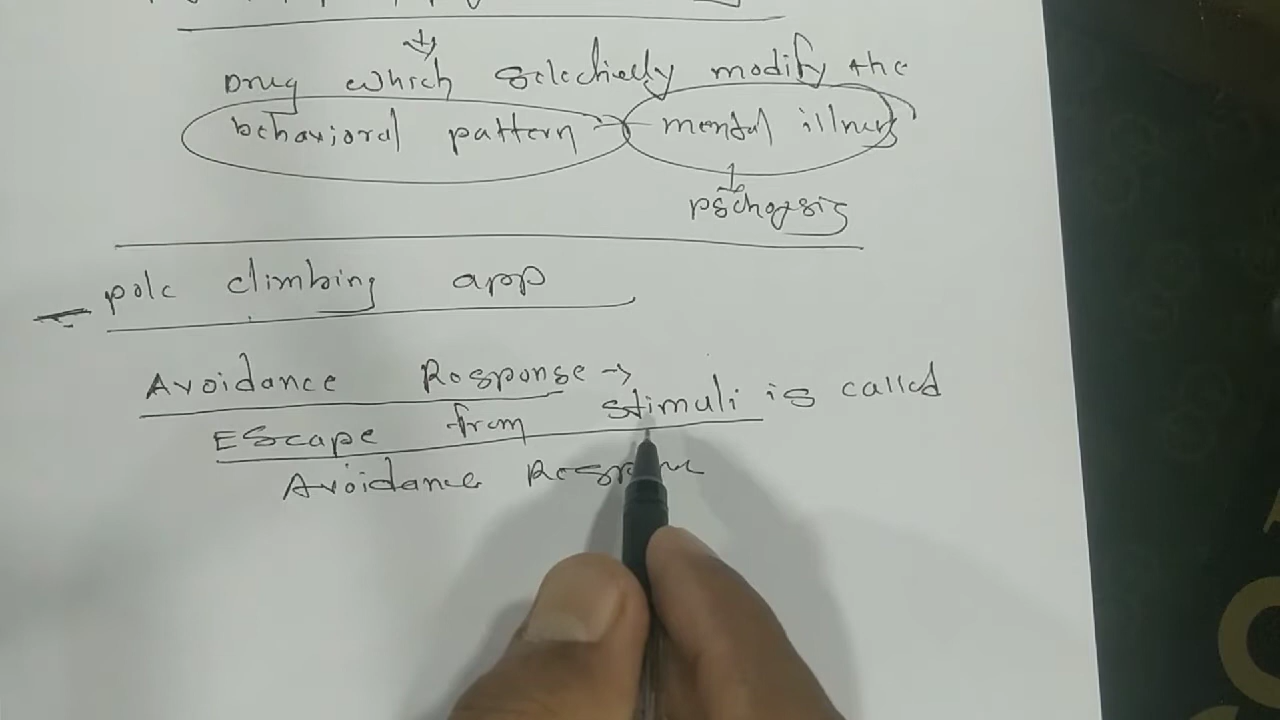 Drug which selectively modify the
behavioral pattern → mental illness
pschosis
pole climbing app
Avoidance Response →
Escape from stimuli is called
Avoidance Response